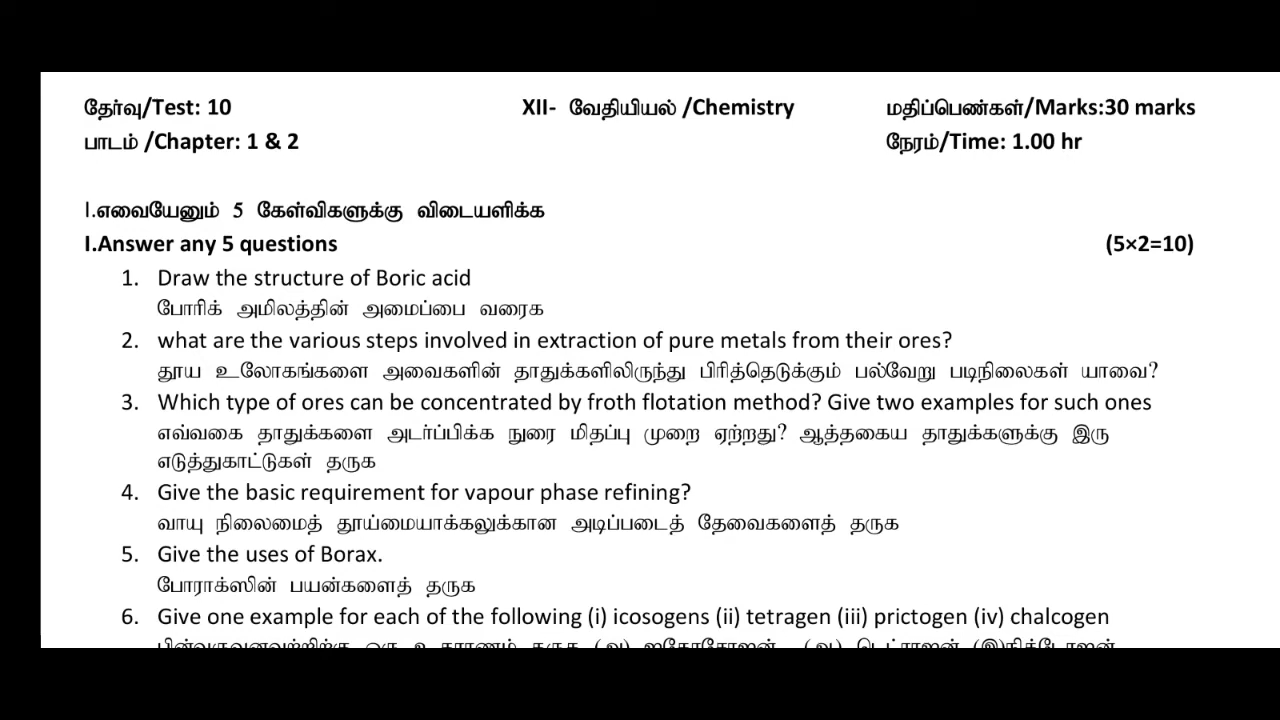 தேர்வு/Test: 10 XII- வேதியியல் /Chemistry மதிப்பெண்கள்/Marks:30 marks
பாடம் /Chapter: 1 & 2 நேரம்/Time: 1.00 hr
I.எவையேனும் 5 கேள்விகளுக்கு விடையளிக்க
I.Answer any 5 questions (5×2=10)
1. Draw the structure of Boric acid
போரிக் அமிலத்தின் அமைப்பை வரைக
2. what are the various steps involved in extraction of pure metals from their ores?
தூய உலோகங்களை அவைகளின் தாதுக்களிலிருந்து பிரித்தெடுக்கும் பல்வேறு படிநிலைகள் யாவை?
3. Which type of ores can be concentrated by froth flotation method? Give two examples for such ones
எவ்வகை தாதுக்களை அடர்ப்பிக்க நுரை மிதப்பு முறை ஏற்றது? ஆத்தகைய தாதுக்களுக்கு இரு
எடுத்துகாட்டுகள் தருக
4. Give the basic requirement for vapour phase refining?
வாயு நிலைமைத் தூய்மையாக்கலுக்கான அடிப்படைத் தேவைகளைத் தருக
5. Give the uses of Borax.
போராக்ஸின் பயன்களைத் தருக
6. Give one example for each of the following (i) icosogens (ii) tetragen (iii) prictogen (iv) chalcogen